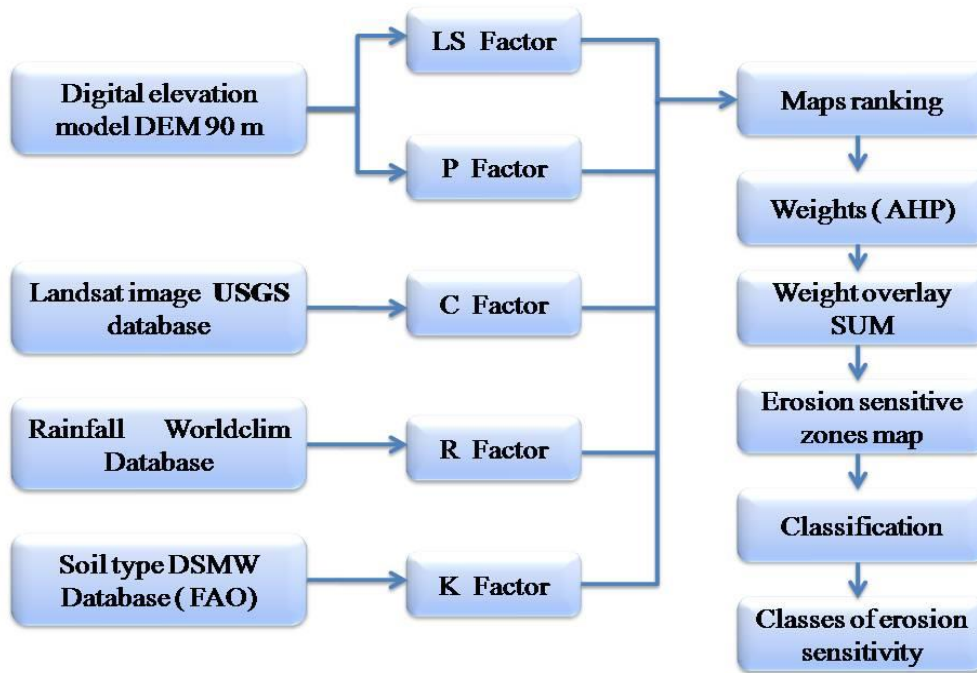 Digital elevation
model DEM 90 m
Landsat image USGS
database
Rainfall Worldclim
Database
Soil type DSMW
Database ( FAO)
LS Factor
P Factor
C Factor
R Factor
K Factor
Maps ranking
Weights ( AHP)
Weight overlay
SUM
Erosion sensitive
zones map
Classification
Classes of erosion
sensitivity